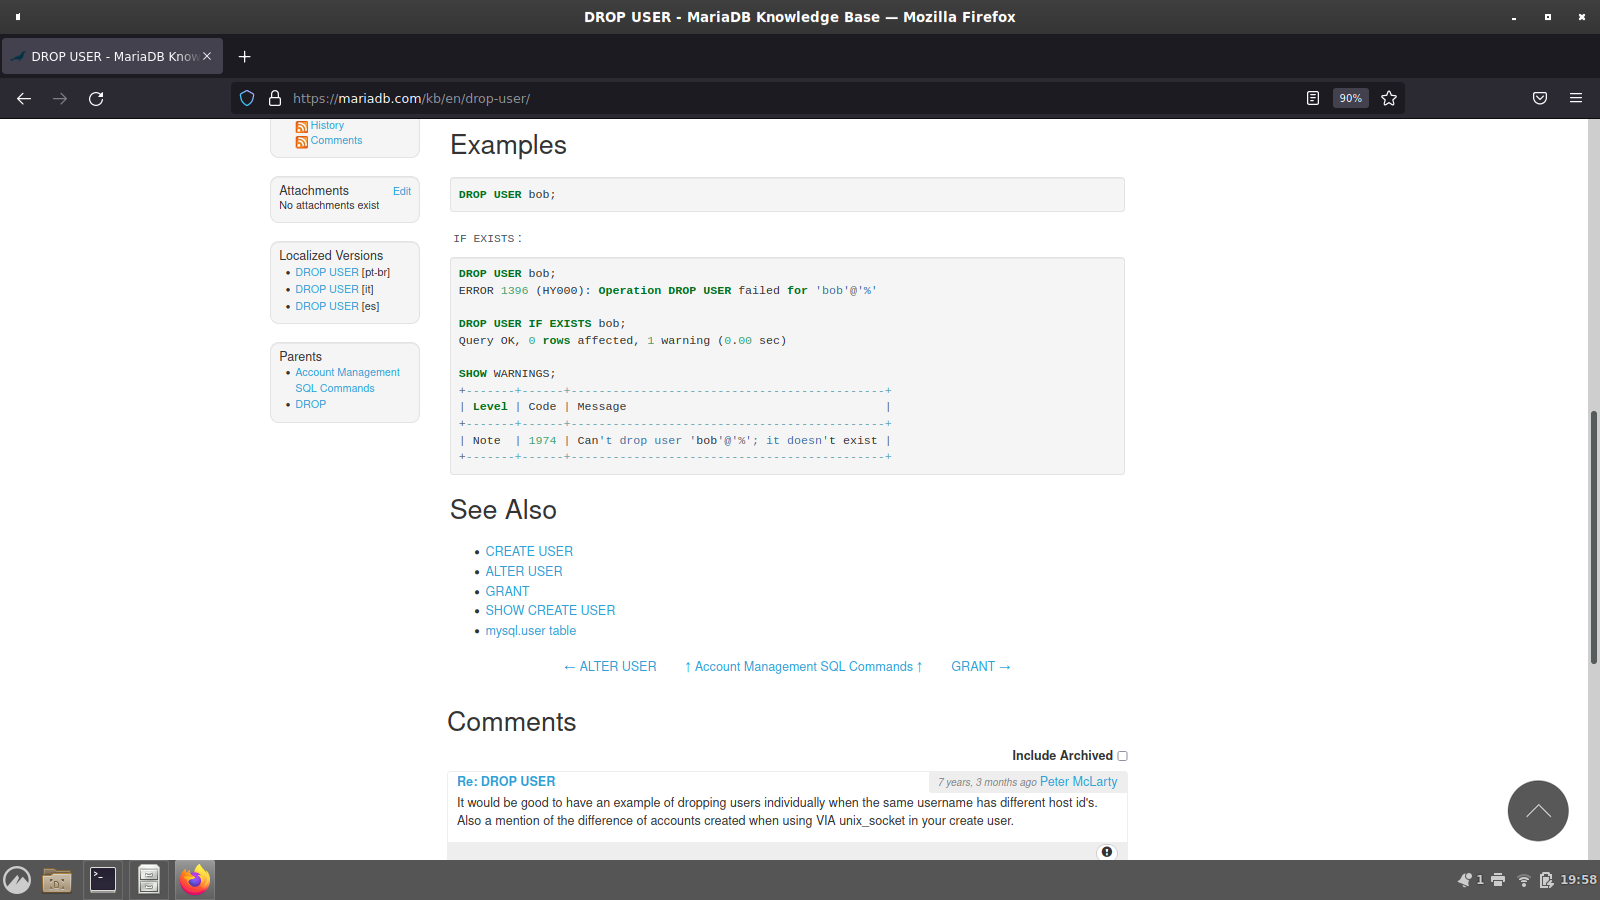 DROP USER - MariaDB Knowledge Base — Mozilla Firefox
DROP USER - MariaDB Know
https://mariadb.com/kb/en/drop-user/
90%
History
Comments
Attachments Edit
No attachments exist
Localized Versions
DROP USER [pt-br]
DROP USER [it]
DROP USER [es]
Parents
Account Management
SQL Commands
DROP
Examples
DROP USER bob;
IF EXISTS:
DROP USER bob;
ERROR 1396 (HY000): Operation DROP USER failed for 'bob'@'%'
DROP USER IF EXISTS bob;
Query OK, 0 rows affected, 1 warning (0.00 sec)
SHOW WARNINGS;
+-------+------+---------------------------------------------+
| Level | Code | Message                                     |
+-------+------+---------------------------------------------+
| Note  | 1974 | Can't drop user 'bob'@'%'; it doesn't exist |
+-------+------+---------------------------------------------+
See Also
CREATE USER
ALTER USER
GRANT
SHOW CREATE USER
mysql.user table
← ALTER USER ↑ Account Management SQL Commands ↑ GRANT →
Comments
Include Archived
Re: DROP USER 7 years, 3 months ago Peter McLarty
It would be good to have an example of dropping users individually when the same username has different host id's.
Also a mention of the difference of accounts created when using VIA unix_socket in your create user.
1 19:58